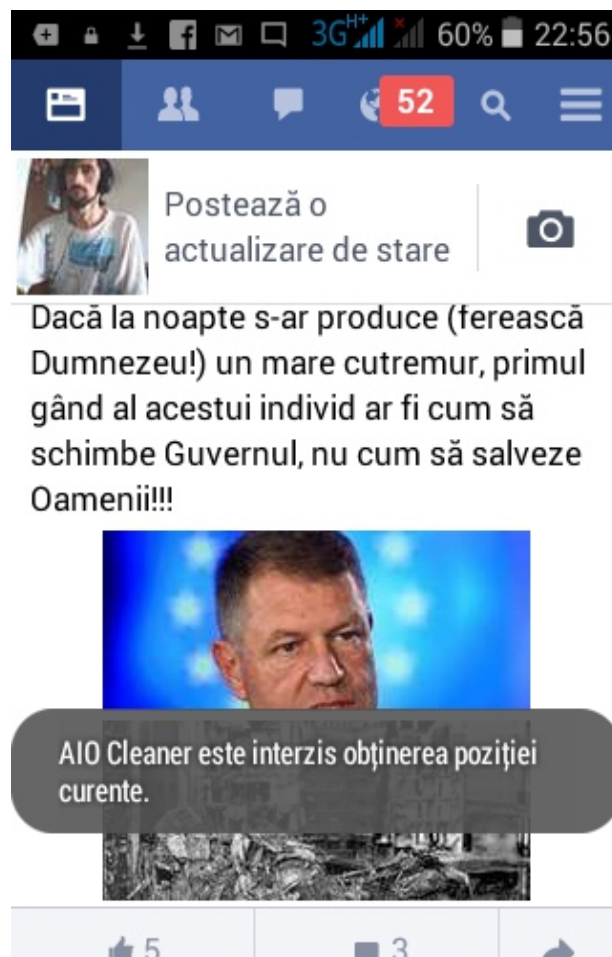 3G H+ 60% 22:56
52
Postează o
actualizare de stare
Dacă la noapte s-ar produce (ferească
Dumnezeu!) un mare cutremur, primul
gând al acestui individ ar fi cum să
schimbe Guvernul, nu cum să salveze
Oamenii!!!
AIO Cleaner este interzis obținerea poziției
curente.
5 3